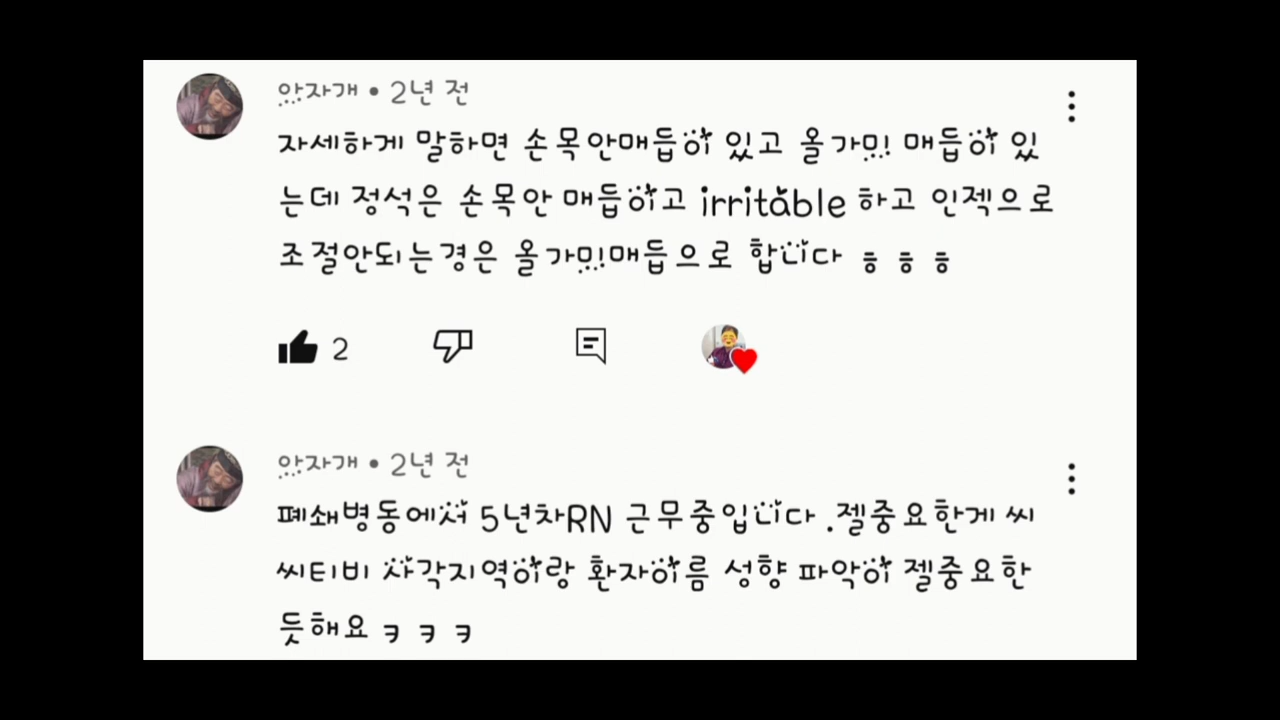 앗자개 • 2년 전
자세하게 말하면 손목안매듭이 있고 올가미 매듭이 있
는데 정석은 손목안 매듭이고 irritable 하고 인젝으로
조절안되는경은 올가미매듭으로 합니다 ㅎㅎㅎ
2
앗자개 • 2년 전
폐쇄병동에서 5년차RN 근무중입니다 .젤중요한게 씨
씨티비 사각지역이랑 환자이름 성향 파악이 젤중요한
듯해요 ㅋㅋㅋ